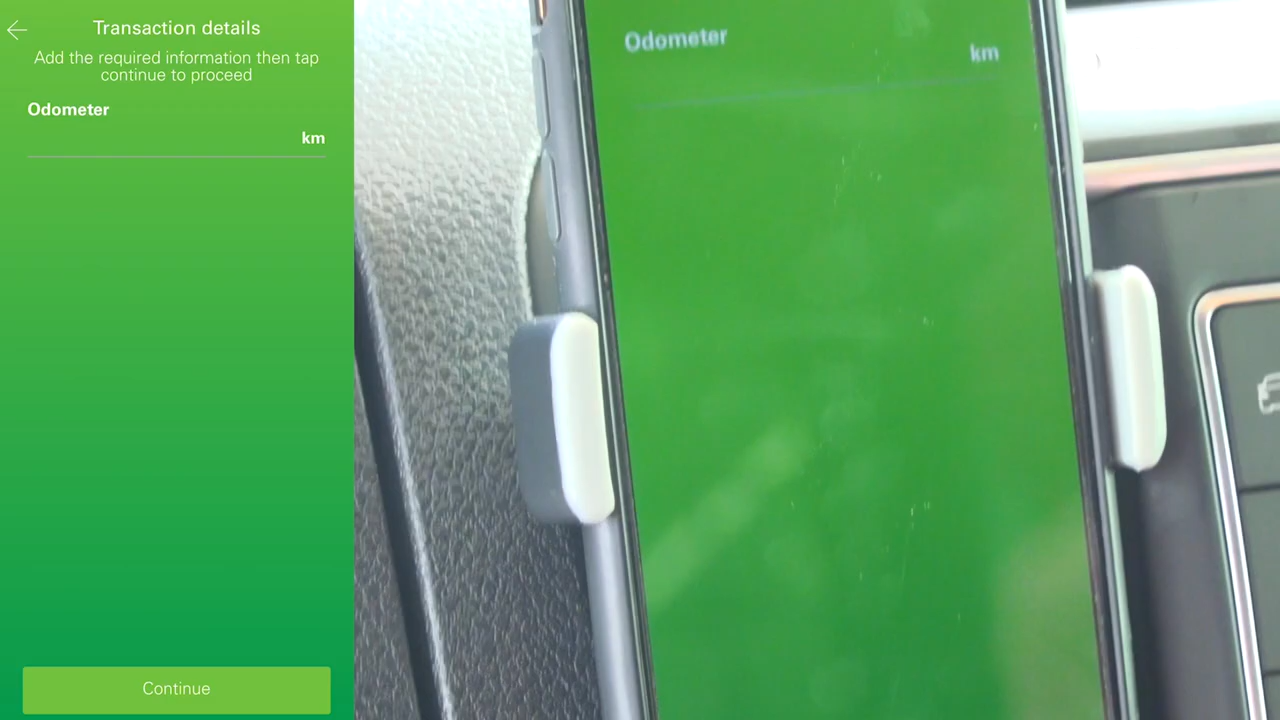 Transaction details
Add the required information then tap
continue to proceed
Odometer
km
Continue
Odometer
km